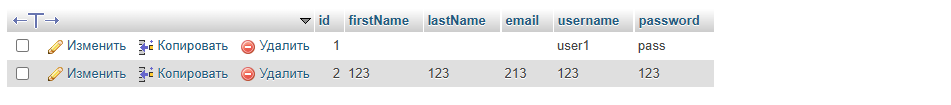 id firstName lastName email username password
Изменить Копировать Удалить 1 user1 pass
Изменить Копировать Удалить 2 123 123 213 123 123